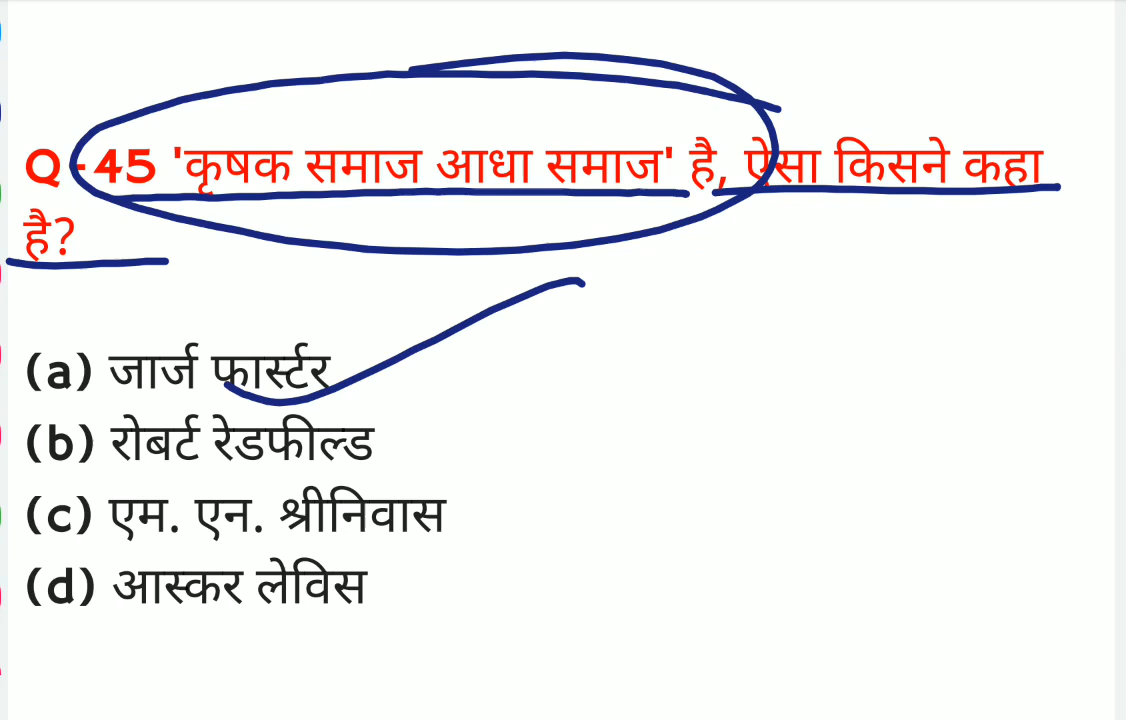 Q-45 'कृषक समाज आधा समाज' है, ऐसा किसने कहा
है?
(a) जार्ज फार्स्टर
(b) रोबर्ट रेडफील्ड
(c) एम. एन. श्रीनिवास
(d) आस्कर लेविस